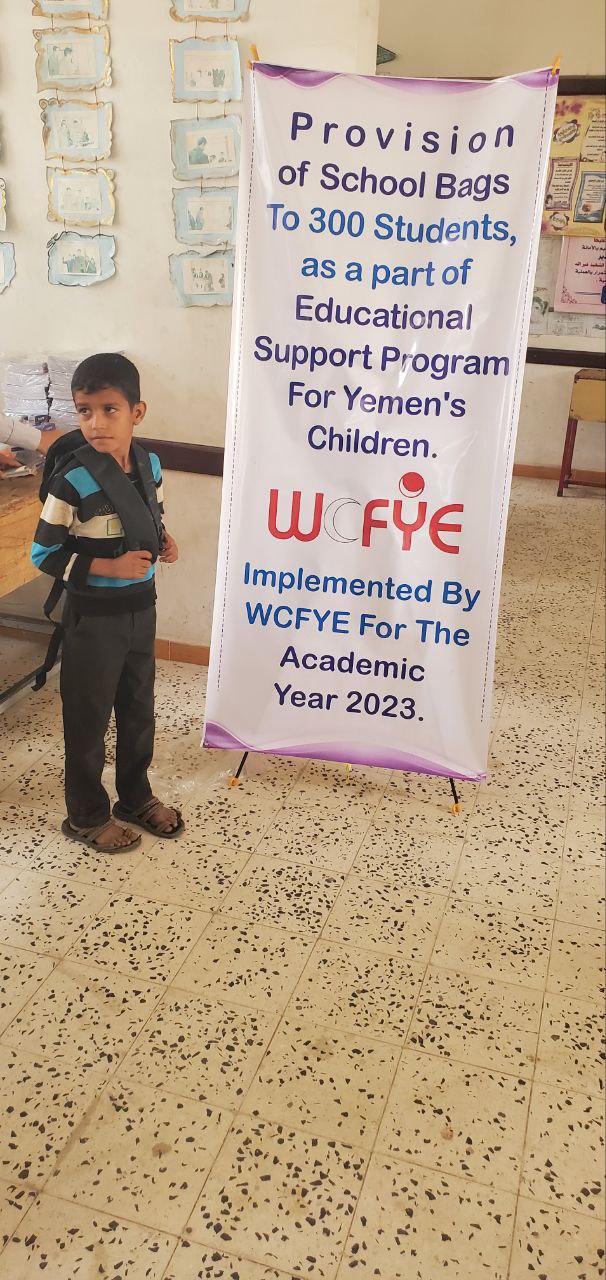 Provision
of School Bags
To 300 Students,
as a part of
Educational
Support Program
For Yemen's
Children.
WCFYE
Implemented By
WCFYE For The
Academic
Year 2023.